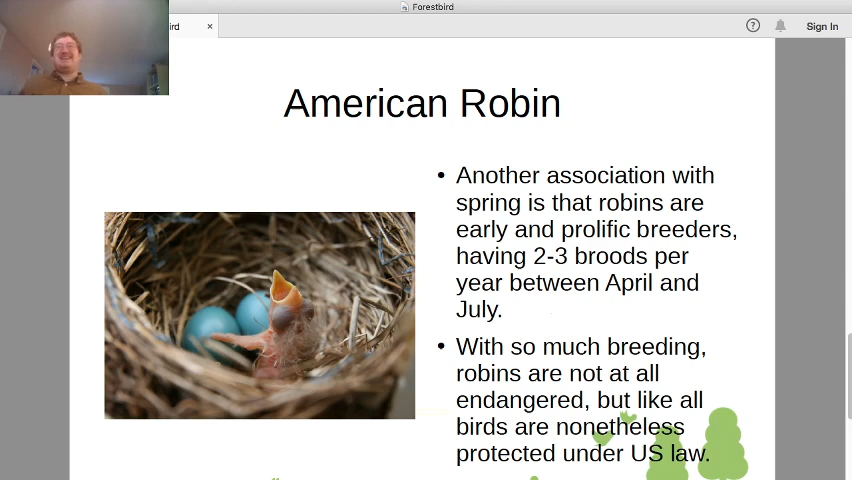 Forestbird
ird ×
? Sign In
American Robin
• Another association with
spring is that robins are
early and prolific breeders,
having 2-3 broods per
year between April and
July.
• With so much breeding,
robins are not at all
endangered, but like all
birds are nonetheless
protected under US law.